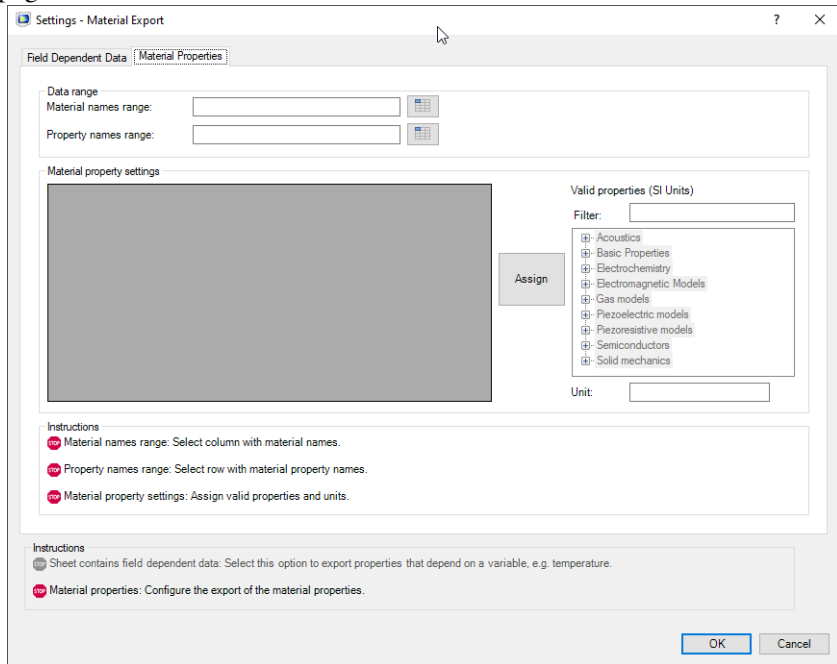 Settings - Material Export
Field Dependent Data Material Properties
Data range
Material names range:
Property names range:
Material property settings
Valid properties (SI Units)
Filter:
Acoustics
Basic Properties
Electrochemistry
Electromagnetic Models
Gas models
Piezoelectric models
Piezoresistive models
Semiconductors
Solid mechanics
Assign
Unit:
Instructions
STOP Material names range: Select column with material names.
STOP Property names range: Select row with material property names.
STOP Material property settings: Assign valid properties and units.
Instructions
STOP Sheet contains field dependent data: Select this option to export properties that depend on a variable, e.g. temperature.
STOP Material properties: Configure the export of the material properties.
OK Cancel